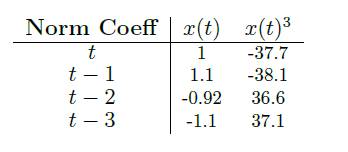 Norm Coeff x(t) x(t)³
t 1 -37.7
t − 1 1.1 -38.1
t − 2 -0.92 36.6
t − 3 -1.1 37.1